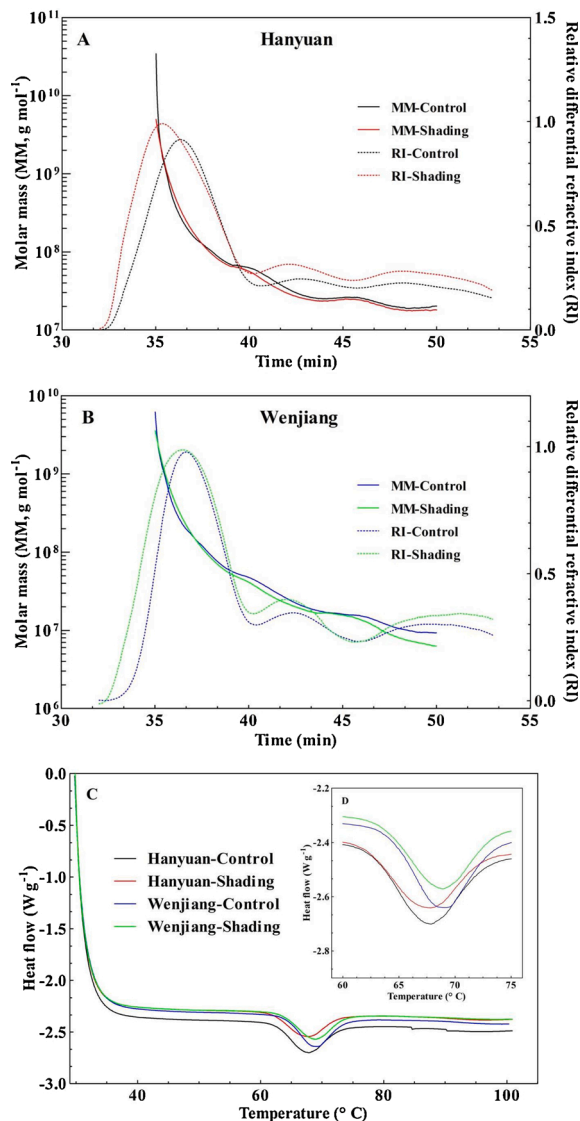 A
Hanyuan
10^11
10^10
10^9
10^8
10^7
Molar mass (MM, g mol^-1)
MM-Control
MM-Shading
RI-Control
RI-Shading
1.5
1.0
0.5
0.0
Relative differential refractive index (RI)
30 35 40 45 50 55
Time (min)
B
Wenjiang
10^10
10^9
10^8
10^7
10^6
Molar mass (MM, g mol^-1)
MM-Control
MM-Shading
RI-Control
RI-Shading
1.0
0.5
0.0
Relative differential refractive index (RI)
30 35 40 45 50 55
Time (min)
C
0.0
-0.5
-1.5
-2.0
-2.5
-3.0
Heat flow (W g^-1)
Hanyuan-Control
Hanyuan-Shading
Wenjiang-Control
Wenjiang-Shading
40 60 80 100
Temperature (° C)
D
-2.2
-2.4
-2.6
-2.8
Heat flow (W g^-1)
60 65 70 75
Temperature (° C)